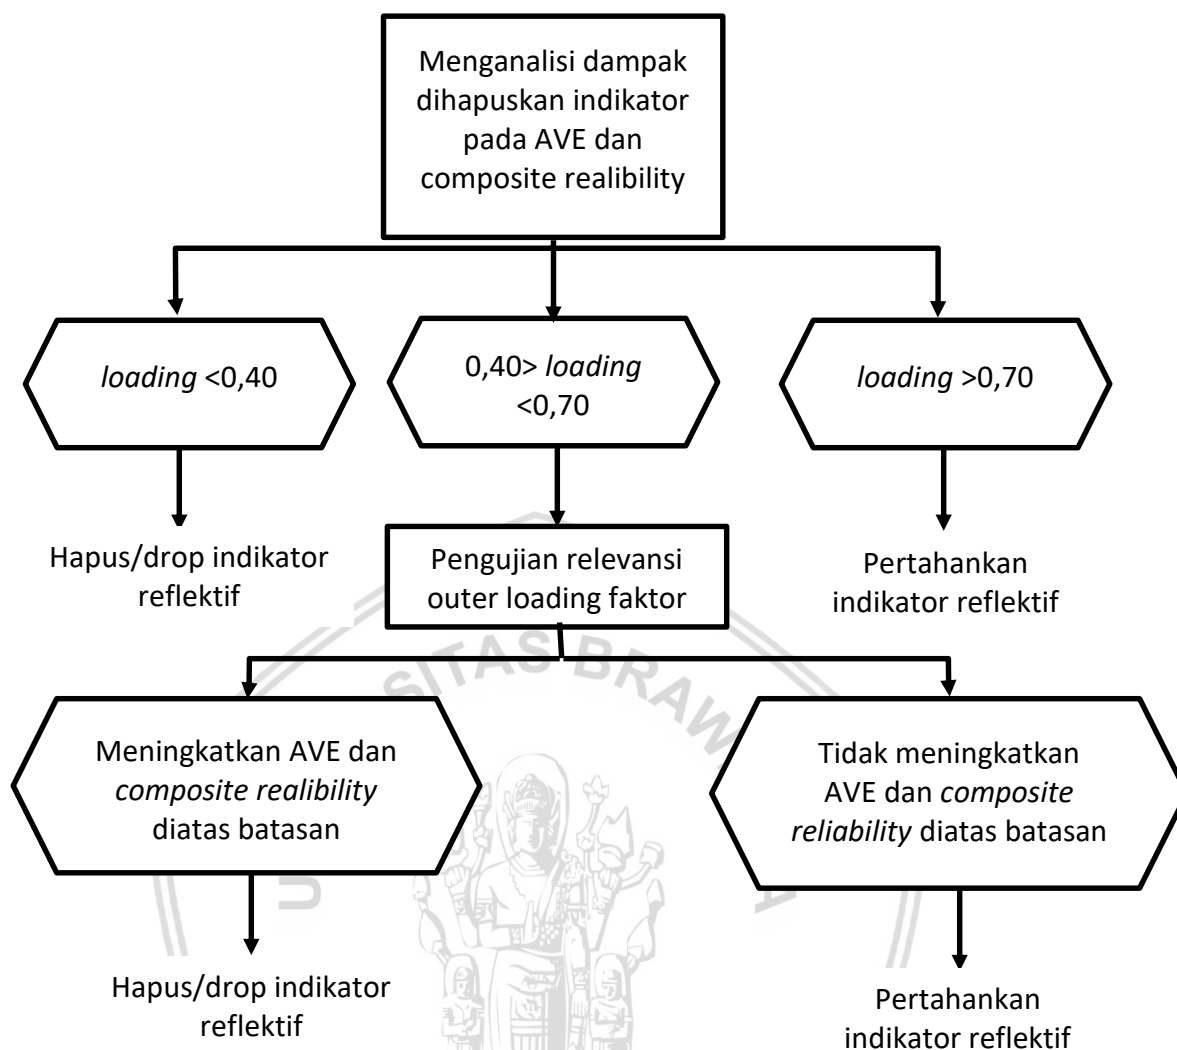 Menganalisi dampak
dihapuskan indikator
pada AVE dan
composite realibility
loading <0,40
0,40> loading
<0,70
loading >0,70
Hapus/drop indikator
reflektif
Pengujian relevansi
outer loading faktor
Pertahankan
indikator reflektif
SITAS BRAW
Meningkatkan AVE dan
composite realibility
diatas batasan
Tidak meningkatkan
AVE dan composite
reliability diatas batasan
Hapus/drop indikator
reflektif
Pertahankan
indikator reflektif